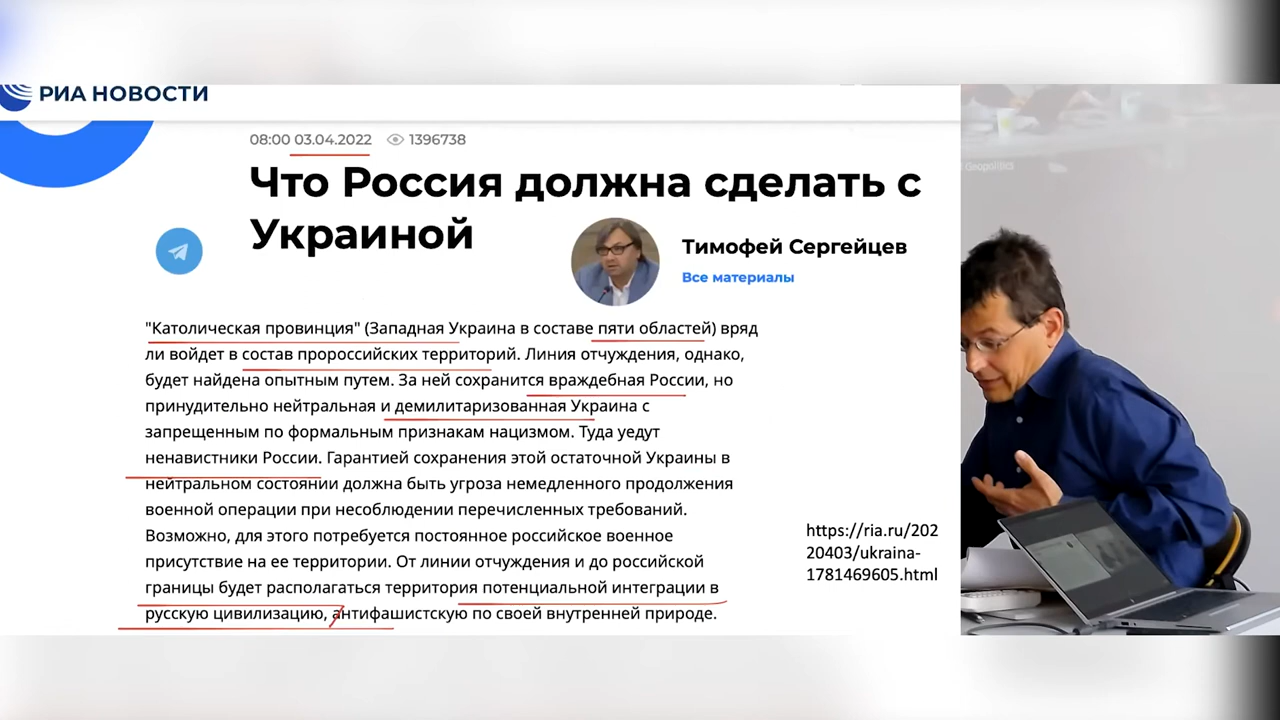 РИА НОВОСТИ
08:00 03.04.2022 1396738
Что Россия должна сделать с
Украиной
Тимофей Сергейцев
Все материалы
"Католическая провинция" (Западная Украина в составе пяти областей) вряд
ли войдет в состав пророссийских территорий. Линия отчуждения, однако,
будет найдена опытным путем. За ней сохранится враждебная России, но
принудительно нейтральная и демилитаризованная Украина с
запрещенным по формальным признакам нацизмом. Туда уедут
ненавистники России. Гарантией сохранения этой остаточной Украины в
нейтральном состоянии должна быть угроза немедленного продолжения
военной операции при несоблюдении перечисленных требований.
Возможно, для этого потребуется постоянное российское военное
присутствие на ее территории. От линии отчуждения и до российской
границы будет располагаться территория потенциальной интеграции в
русскую цивилизацию, антифашистскую по своей внутренней природе.
https://ria.ru/202
20403/ukraina-
1781469605.html
Geopolitics